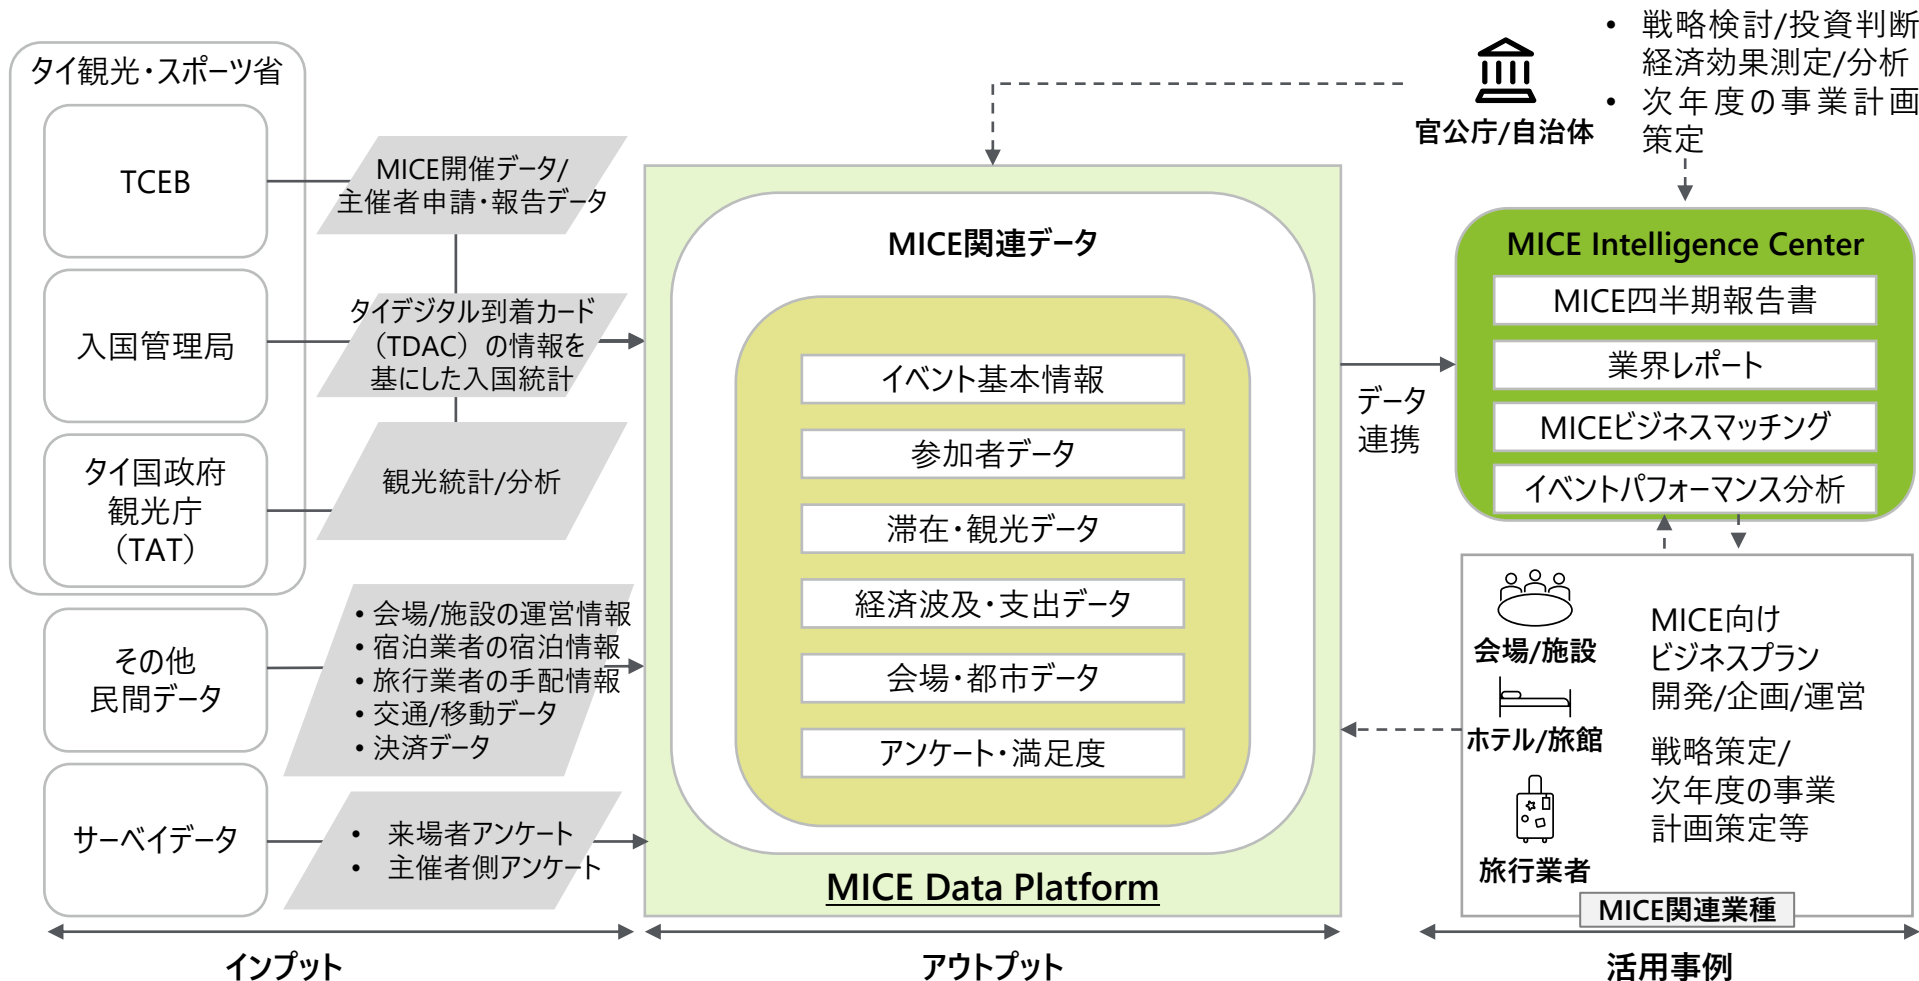 タイ観光・スポーツ省
TCEB
入国管理局
タイ国政府
観光庁
（TAT）
その他
民間データ
サーベイデータ
MICE開催データ/
主催者申請・報告データ
タイデジタル到着カード
（TDAC）の情報を
基にした入国統計
観光統計/分析
• 会場/施設の運営情報
• 宿泊業者の宿泊情報
• 旅行業者の手配情報
• 交通/移動データ
• 決済データ
• 来場者アンケート
• 主催者側アンケート
インプット
MICE関連データ
イベント基本情報
参加者データ
滞在・観光データ
経済波及・支出データ
会場・都市データ
アンケート・満足度
MICE Data Platform
アウトプット
データ
連携
官公庁/自治体
• 戦略検討/投資判断
経済効果測定/分析
• 次年度の事業計画
策定
MICE Intelligence Center
MICE四半期報告書
業界レポート
MICEビジネスマッチング
イベントパフォーマンス分析
会場/施設
ホテル/旅館
旅行業者
MICE向け
ビジネスプラン
開発/企画/運営
戦略策定/
次年度の事業
計画策定等
MICE関連業種
活用事例